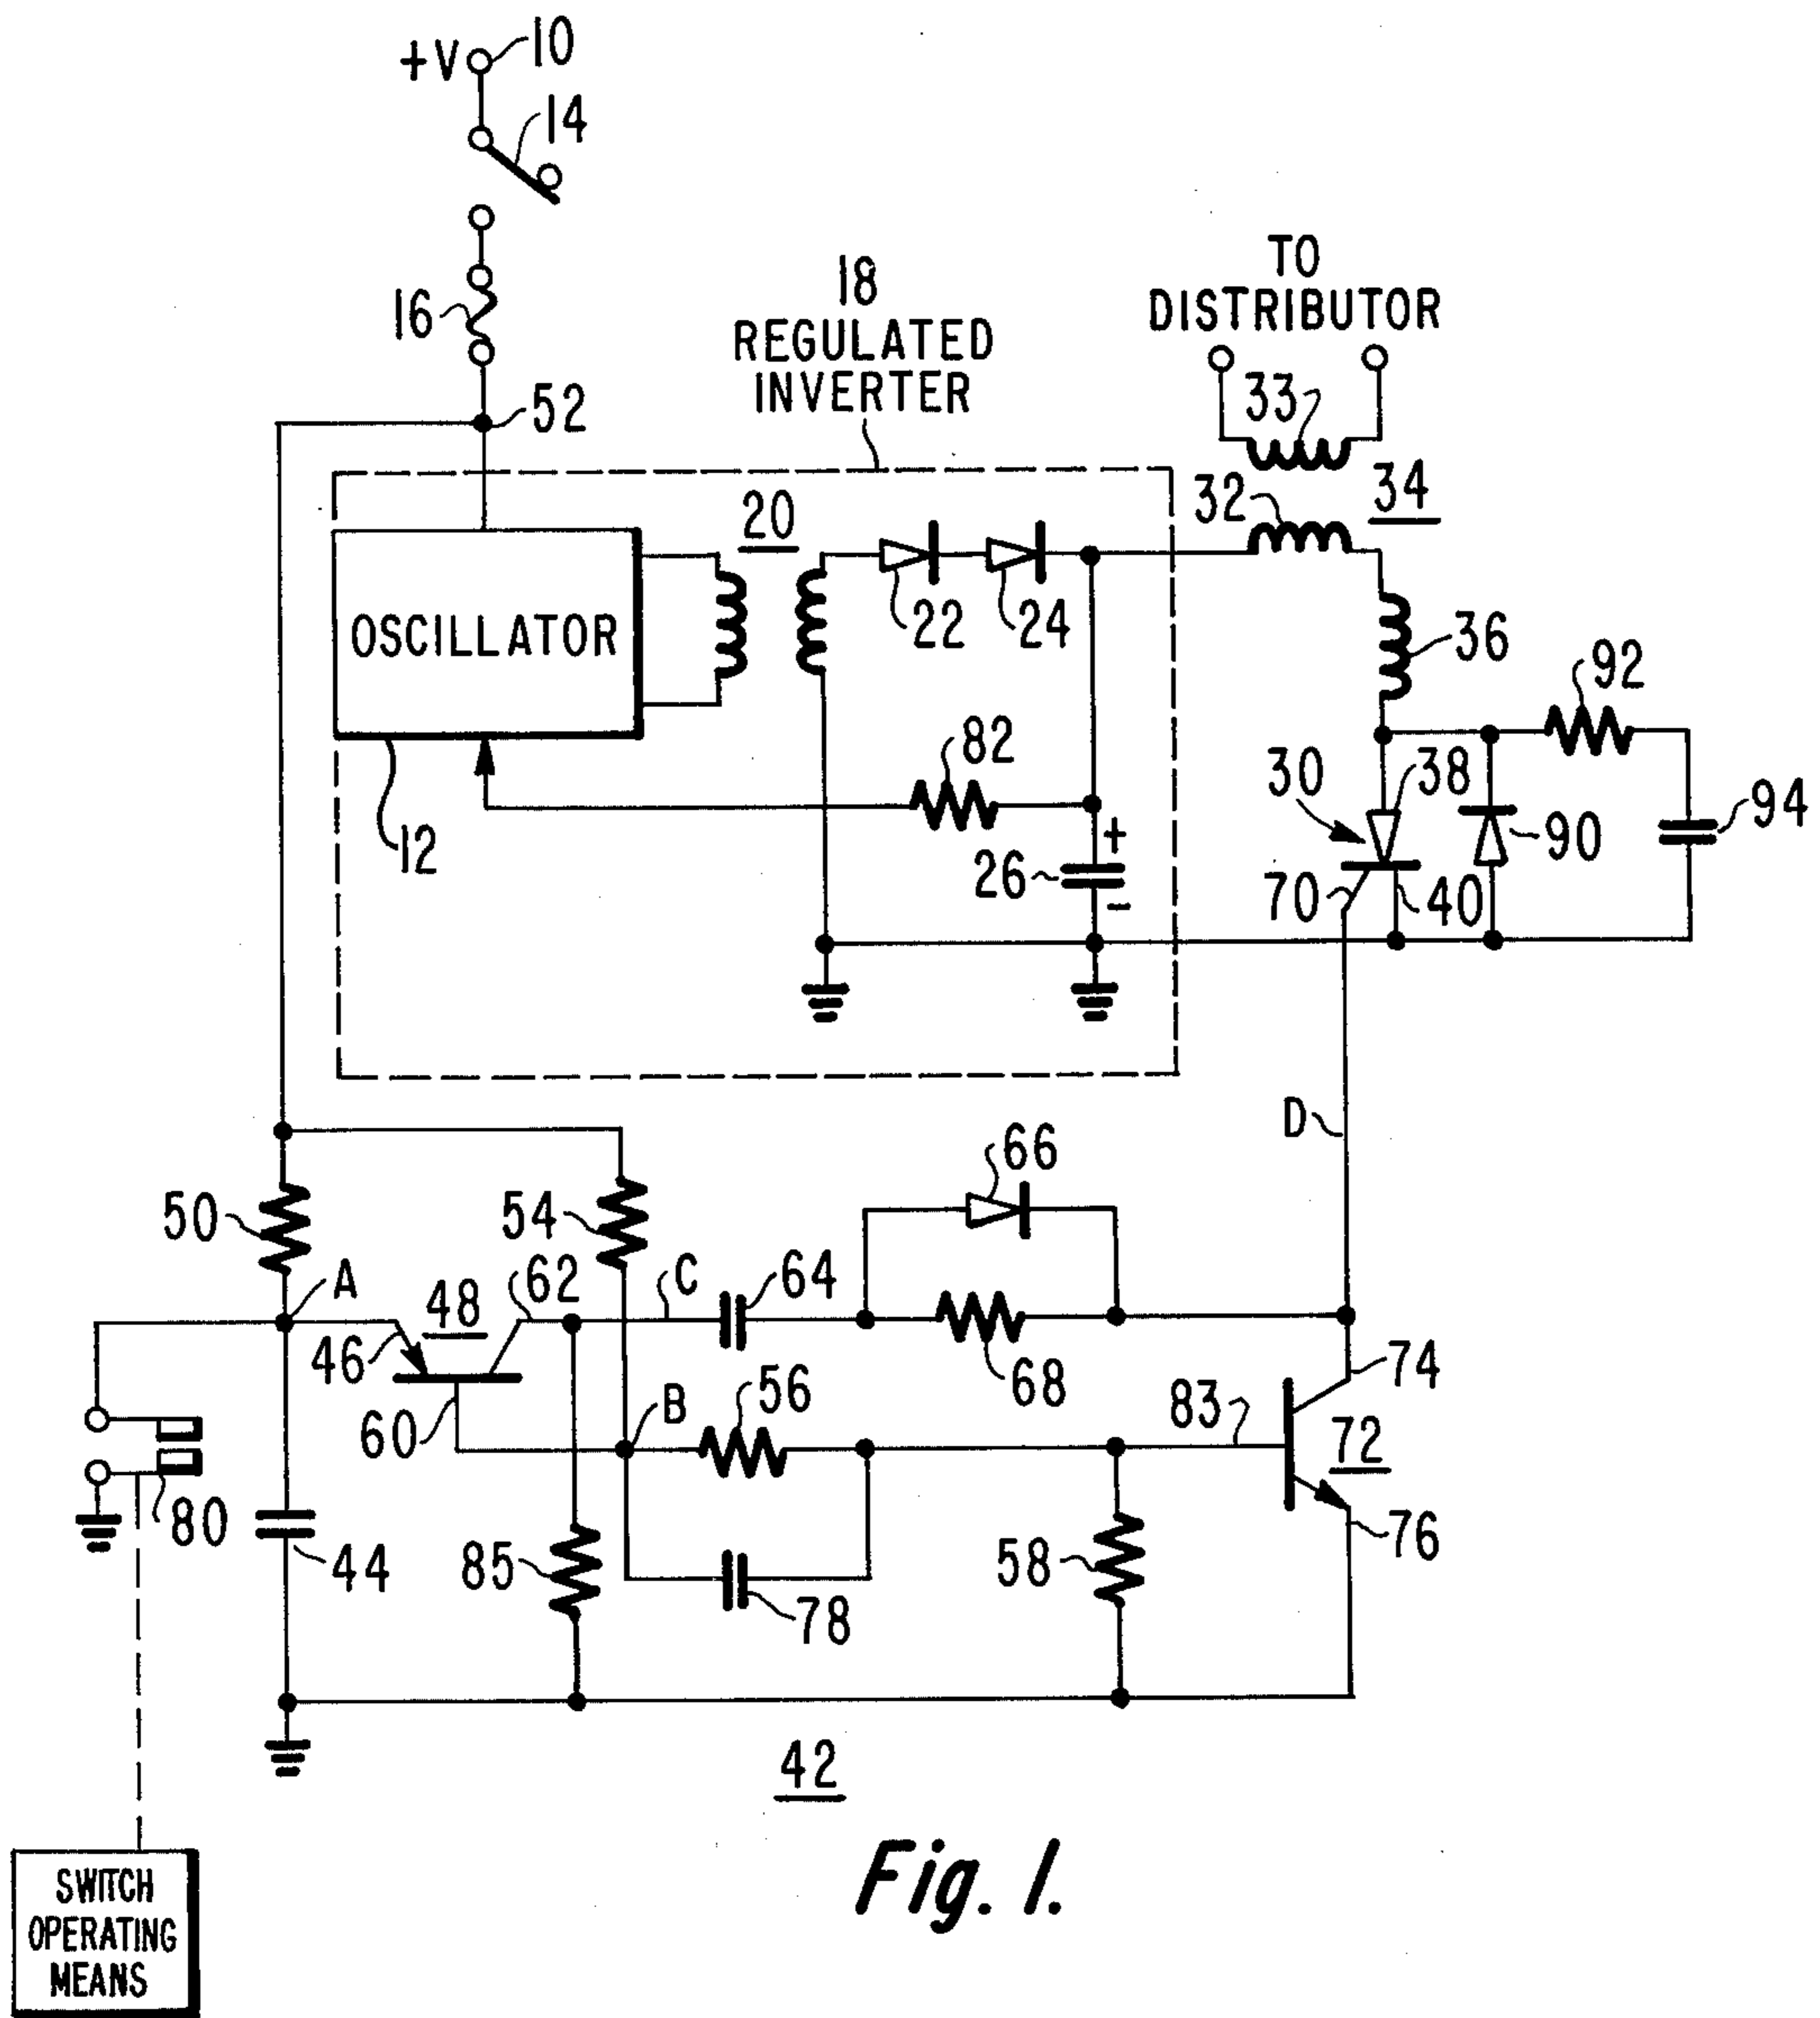 +V 10
14
16
52
18
REGULATED
INVERTER
TO
DISTRIBUTOR
33
32 34
20
OSCILLATOR
22 24
36
92
82
30 38
90 94
12
26 + -
70 40
D
66
50 54
A 48 62 C 64
46
68 74
60 B 56 83
72
80 44 85 78 58 76
42
SWITCH
OPERATING
MEANS
Fig. 1.